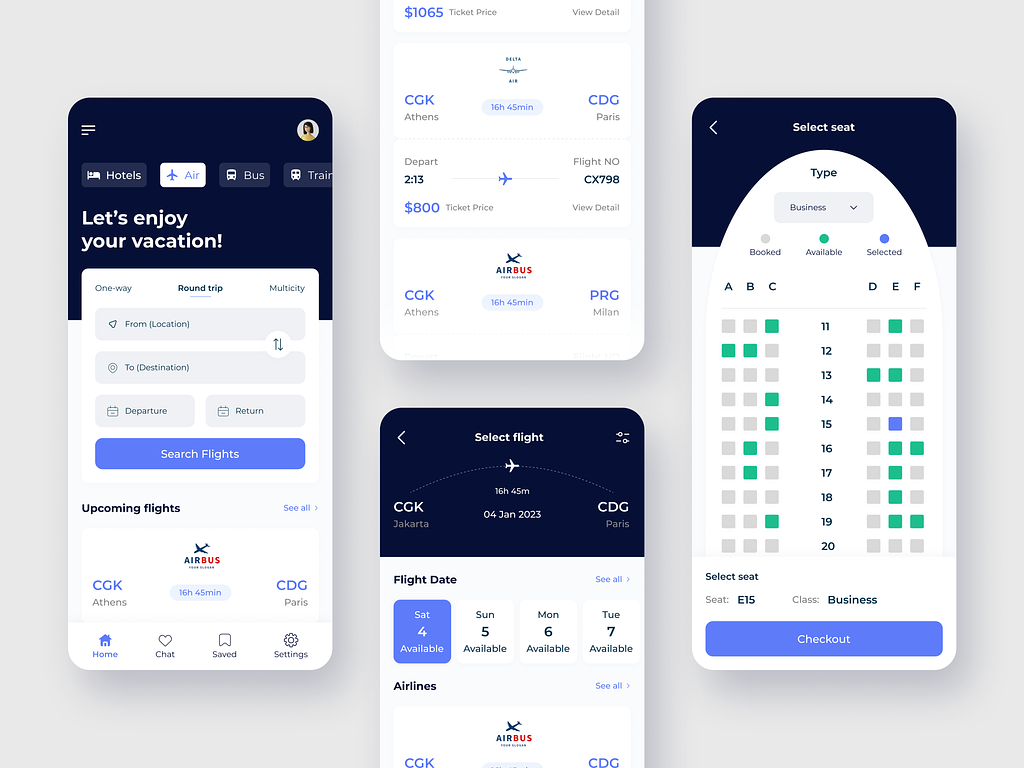 Hotels
Air
Bus
Train
Let's enjoy
your vacation!
One-way
Round trip
Multicity
From (Location)
To (Destination)
Departure
Return
Search Flights
Upcoming flights
See all
AIRBUS
YOUR SLOGAN
CGK
16h 45min
CDG
Athens
Paris
Home
Chat
Saved
Settings
$1065 Ticket Price
View Detail
DELTA
AIR
CGK
16h 45min
CDG
Athens
Paris
Depart
Flight NO
2:13
CX798
$800 Ticket Price
View Detail
AIRBUS
YOUR SLOGAN
CGK
16h 45min
PRG
Athens
Milan
Depart
Flight NO
Select flight
16h 45m
CGK
CDG
Jakarta
04 Jan 2023
Paris
Flight Date
See all
Sat
4
Available
Sun
5
Available
Mon
6
Available
Tue
7
Available
Airlines
See all
AIRBUS
YOUR SLOGAN
CGK
CDG
Select seat
Type
Business
Booked
Available
Selected
A B C D E F
11
12
13
14
15
16
17
18
19
20
Select seat
Seat: E15
Class: Business
Checkout